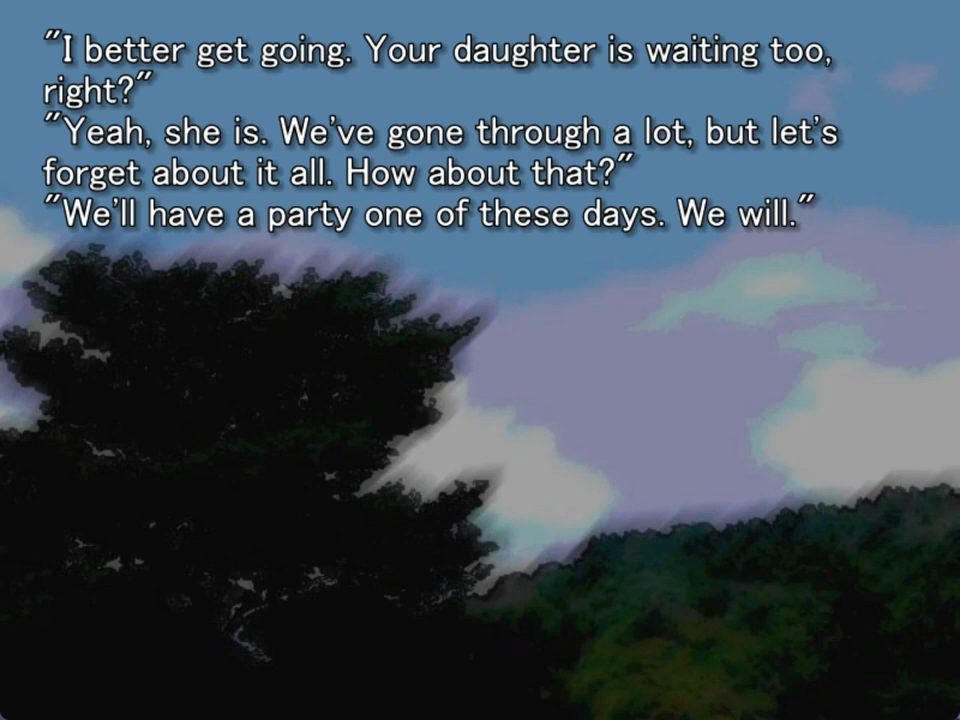 "I better get going. Your daughter is waiting too,
right?"
"Yeah, she is. We've gone through a lot, but let's
forget about it all. How about that?"
"We'll have a party one of these days. We will."